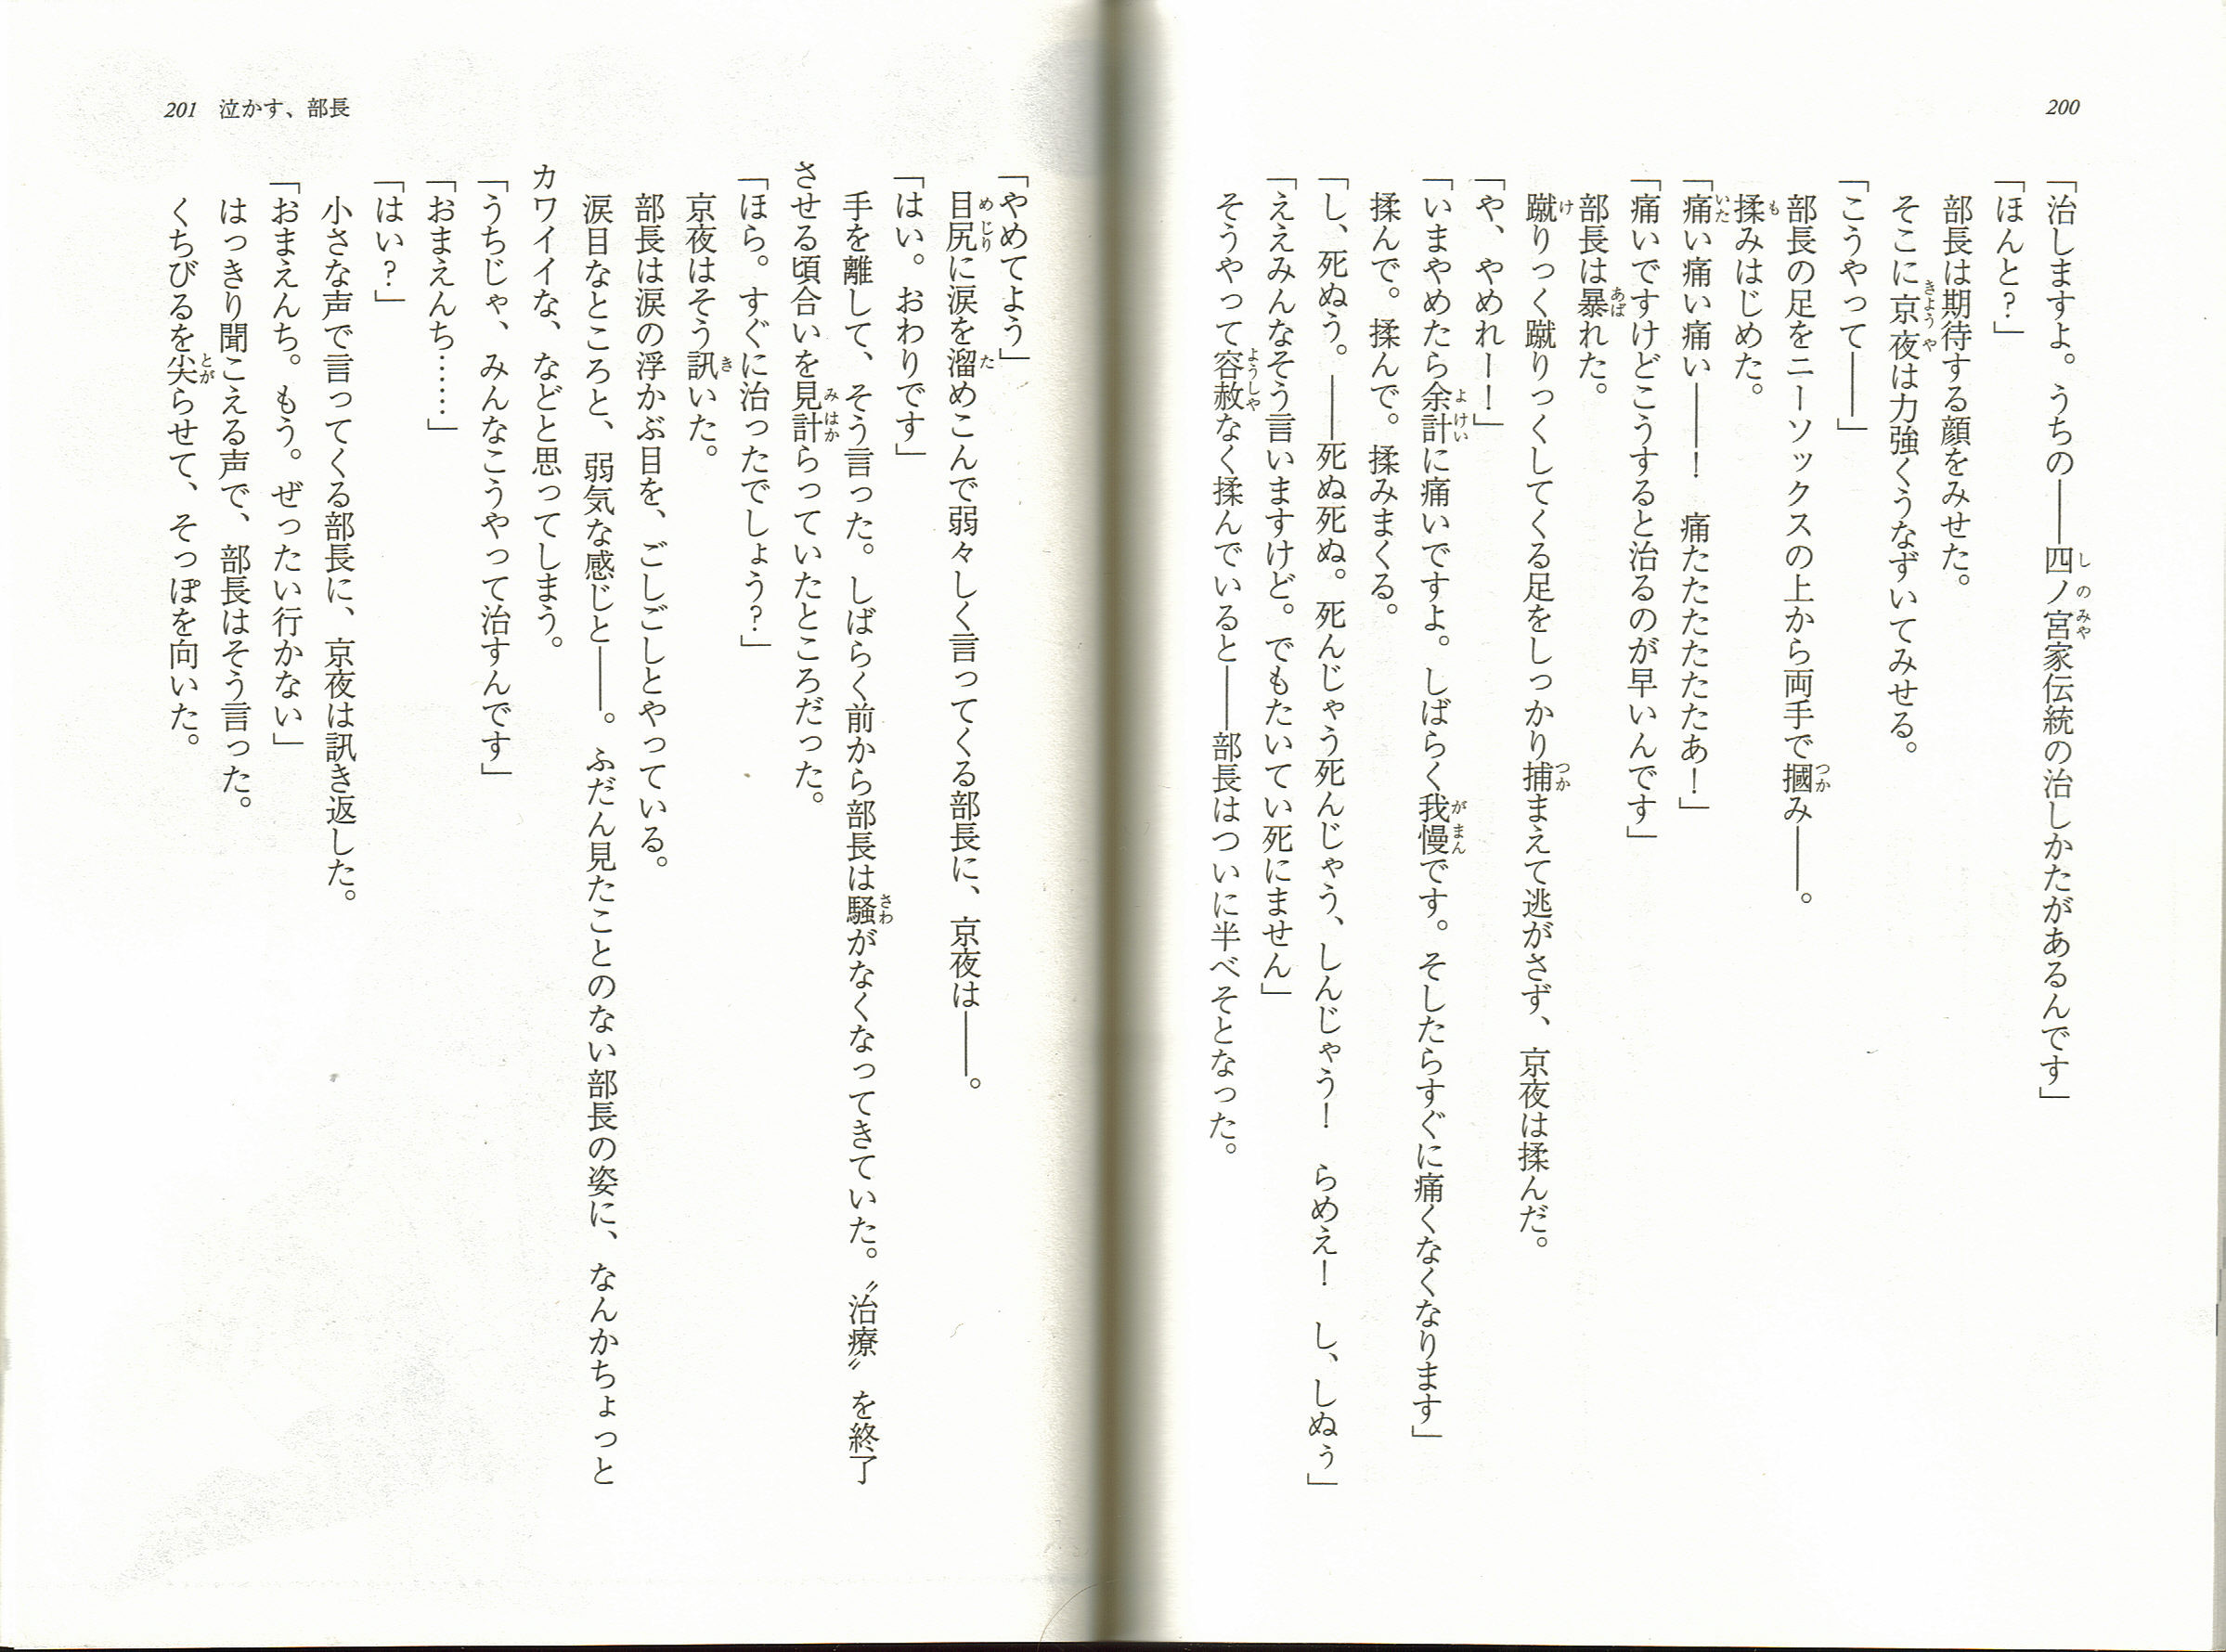 200
「治しますよ。うちの――四ノ宮家伝統の治しかたがあるんです」
「ほんと？」
部長は期待する顔をみせた。
そこに京夜は力強くうなずいてみせる。
「こうやって――」
部長の足をニーソックスの上から両手で摑み――。
揉みはじめた。
「痛い痛い痛い――！　痛たたたたたたあ！」
「痛いですけどこうすると治るのが早いんです」
部長は暴れた。
蹴りっく蹴りっくしてくる足をしっかり捕まえて逃がさず、京夜は揉んだ。
「や、やめれー！」
「いまやめたら余計に痛いですよ。しばらく我慢です。そしたらすぐに痛くなくなります」
揉んで。揉んで。揉みまくる。
「し、死ぬぅ。――死ぬ死ぬ。死んじゃう死んじゃう、しんじゃぅ！　らめえ！　し、しぬぅ」
「ええみんなそう言いますけど。でもたいてい死にません」
そうやって容赦なく揉んでいると――部長はついに半べそとなった。
201　泣かす、部長
「やめてよう」
目尻に涙を溜めこんで弱々しく言ってくる部長に、京夜は――。
「はい。おわりです」
手を離して、そう言った。しばらく前から部長は騒がなくなってきていた。〝治療〟を終了
させる頃合いを見計らっていたところだった。
「ほら。すぐに治ったでしょう？」
京夜はそう訊いた。
部長は涙の浮かぶ目を、ごしごしとやっている。
涙目なところと、弱気な感じと――。ふだん見たことのない部長の姿に、なんかちょっと
カワイイな、などと思ってしまう。
「うちじゃ、みんなこうやって治すんです」
「おまえんち……」
「はい？」
小さな声で言ってくる部長に、京夜は訊き返した。
「おまえんち。もう。ぜったい行かない」
はっきり聞こえる声で、部長はそう言った。
くちびるを尖らせて、そっぽを向いた。